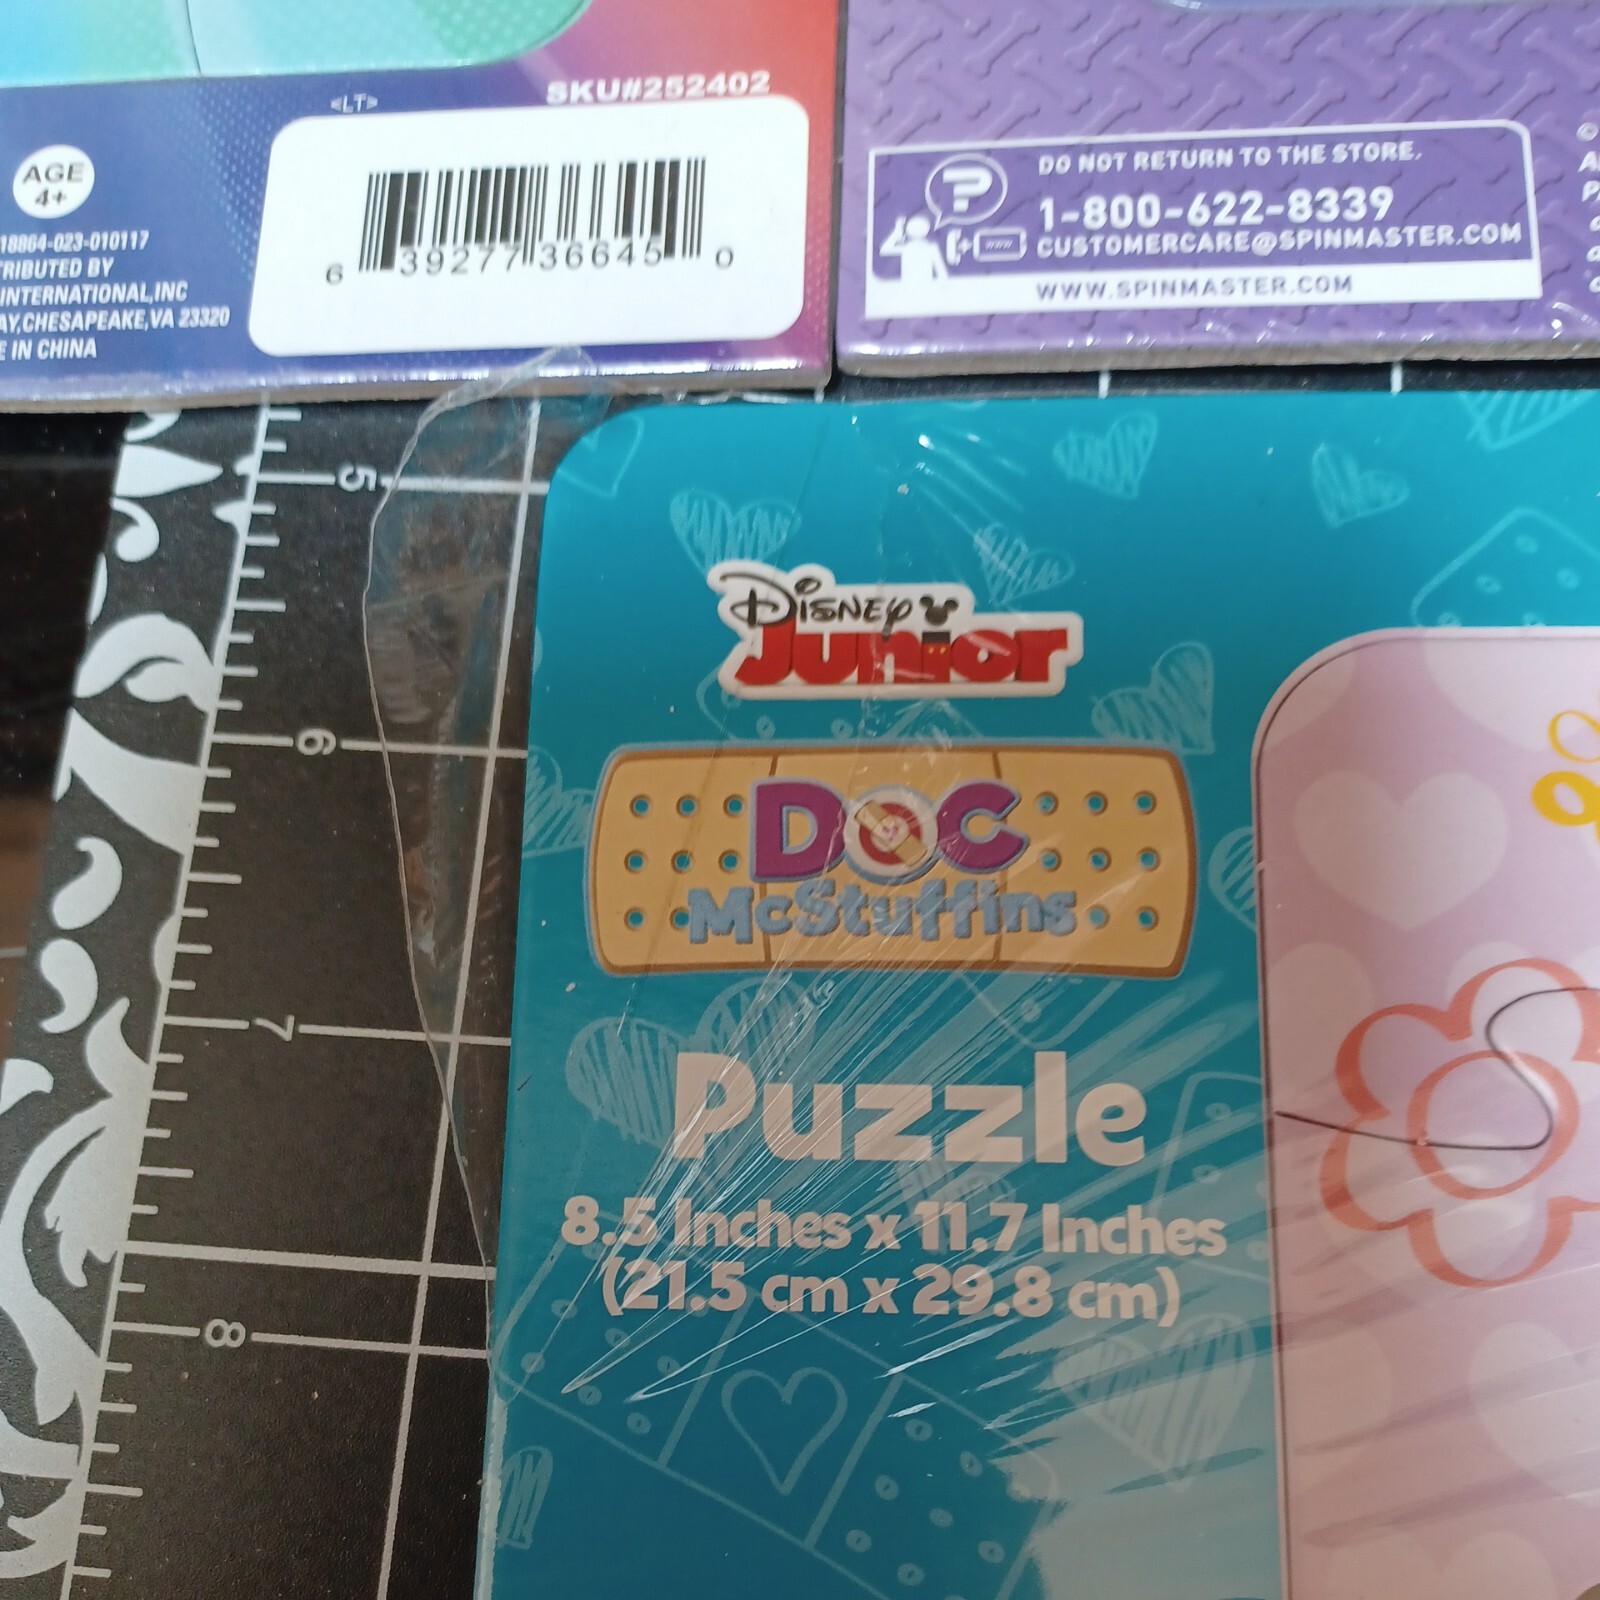 SKU#252402
<LT>
AGE
4+
18864-023-010117
TRIBUTED BY
INTERNATIONAL,INC
AY,CHESAPEAKE,VA 23320
E IN CHINA
6 39277 36645 0
DO NOT RETURN TO THE STORE.
1-800-622-8339
CUSTOMERCARE@SPINMASTER.COM
WWW.SPINMASTER.COM
5
6
7
8
Disney
Junior
DOC
McStuffins
Puzzle
8.5 Inches x 11.7 Inches
(21.5 cm x 29.8 cm)